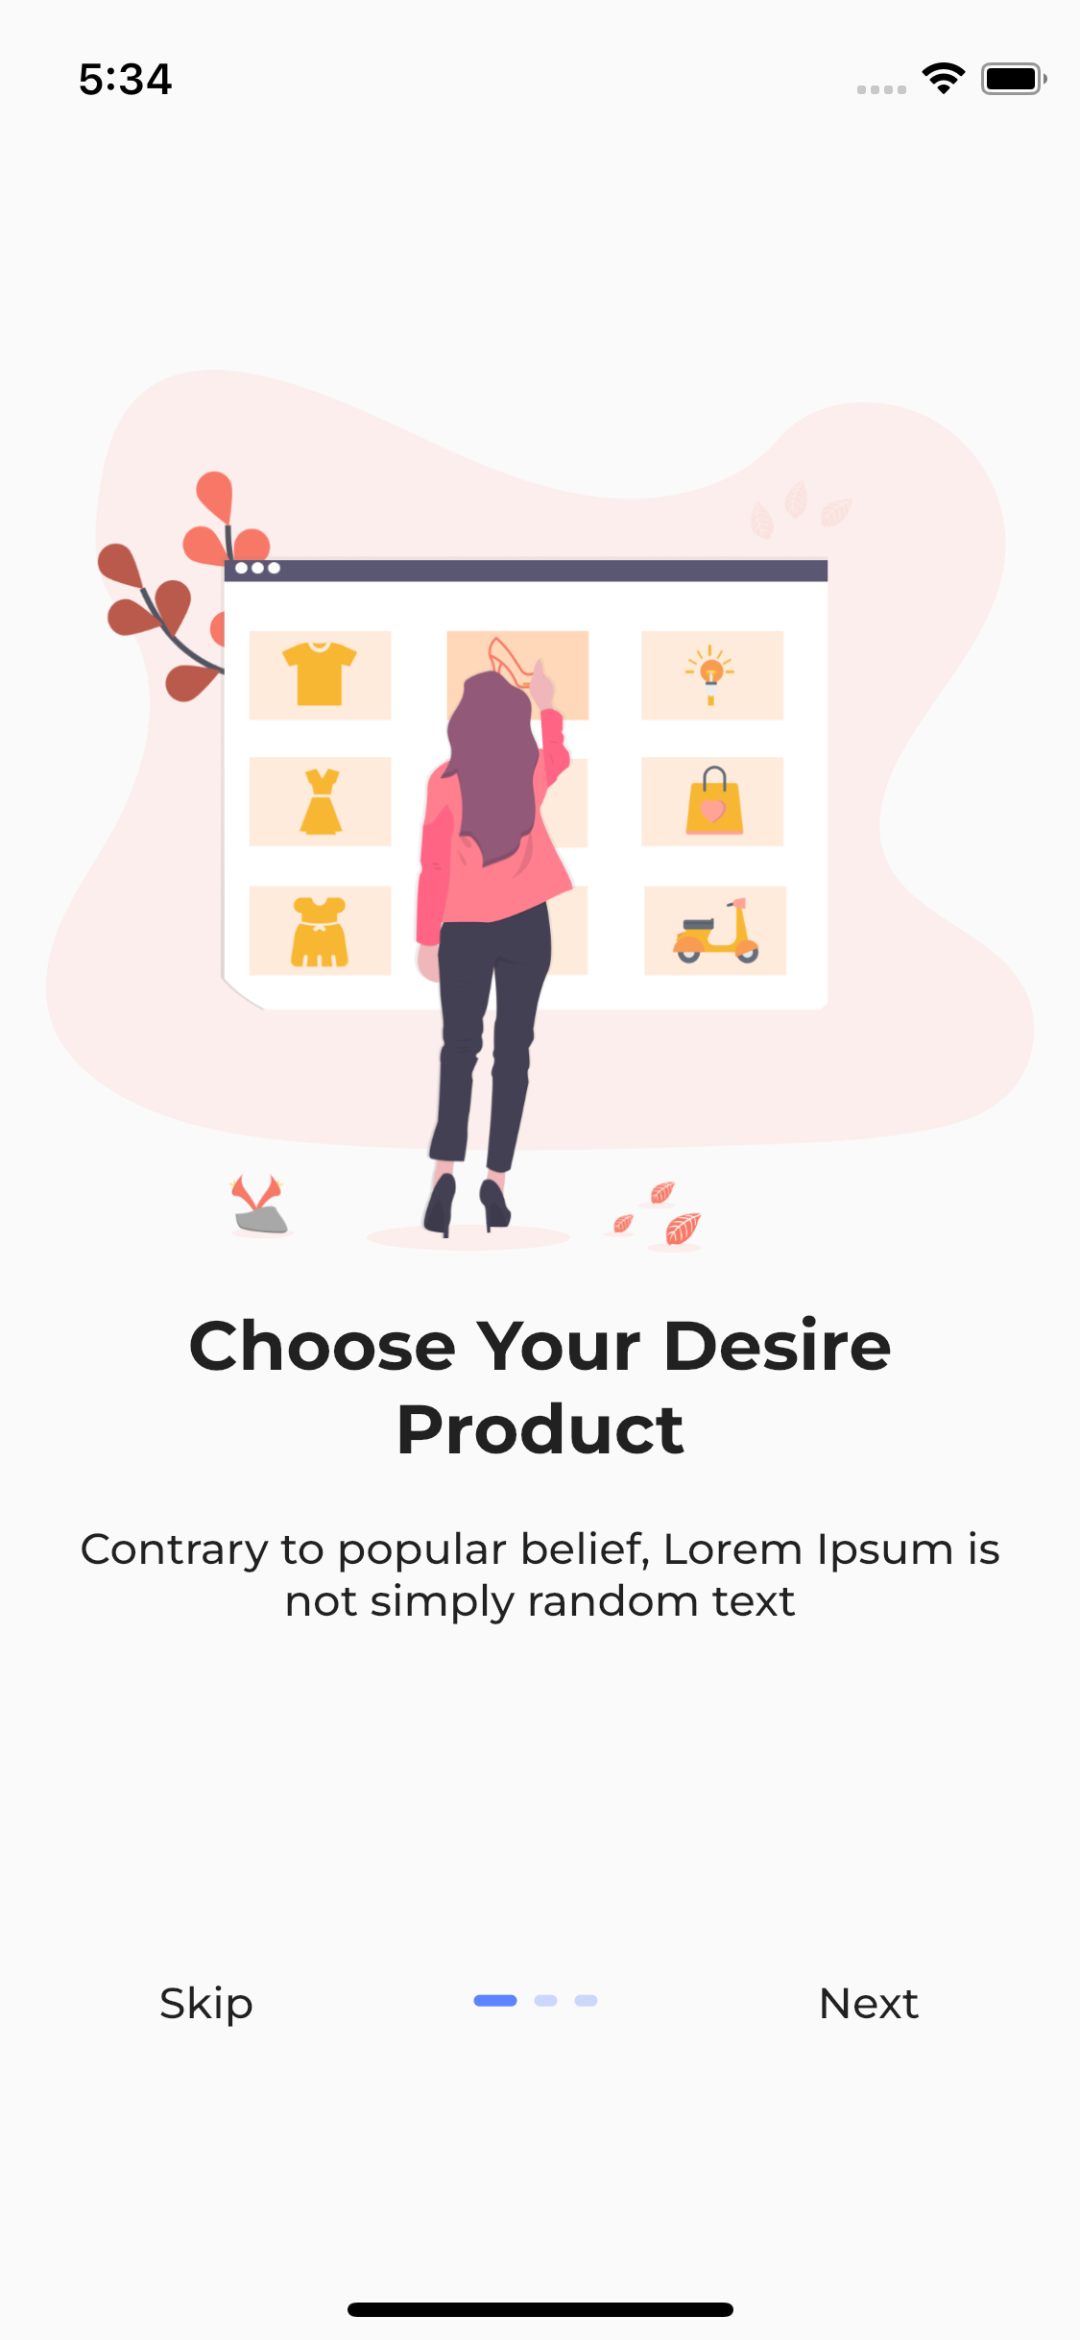 5:34
Choose Your Desire
Product
Contrary to popular belief, Lorem Ipsum is
not simply random text
Skip
Next